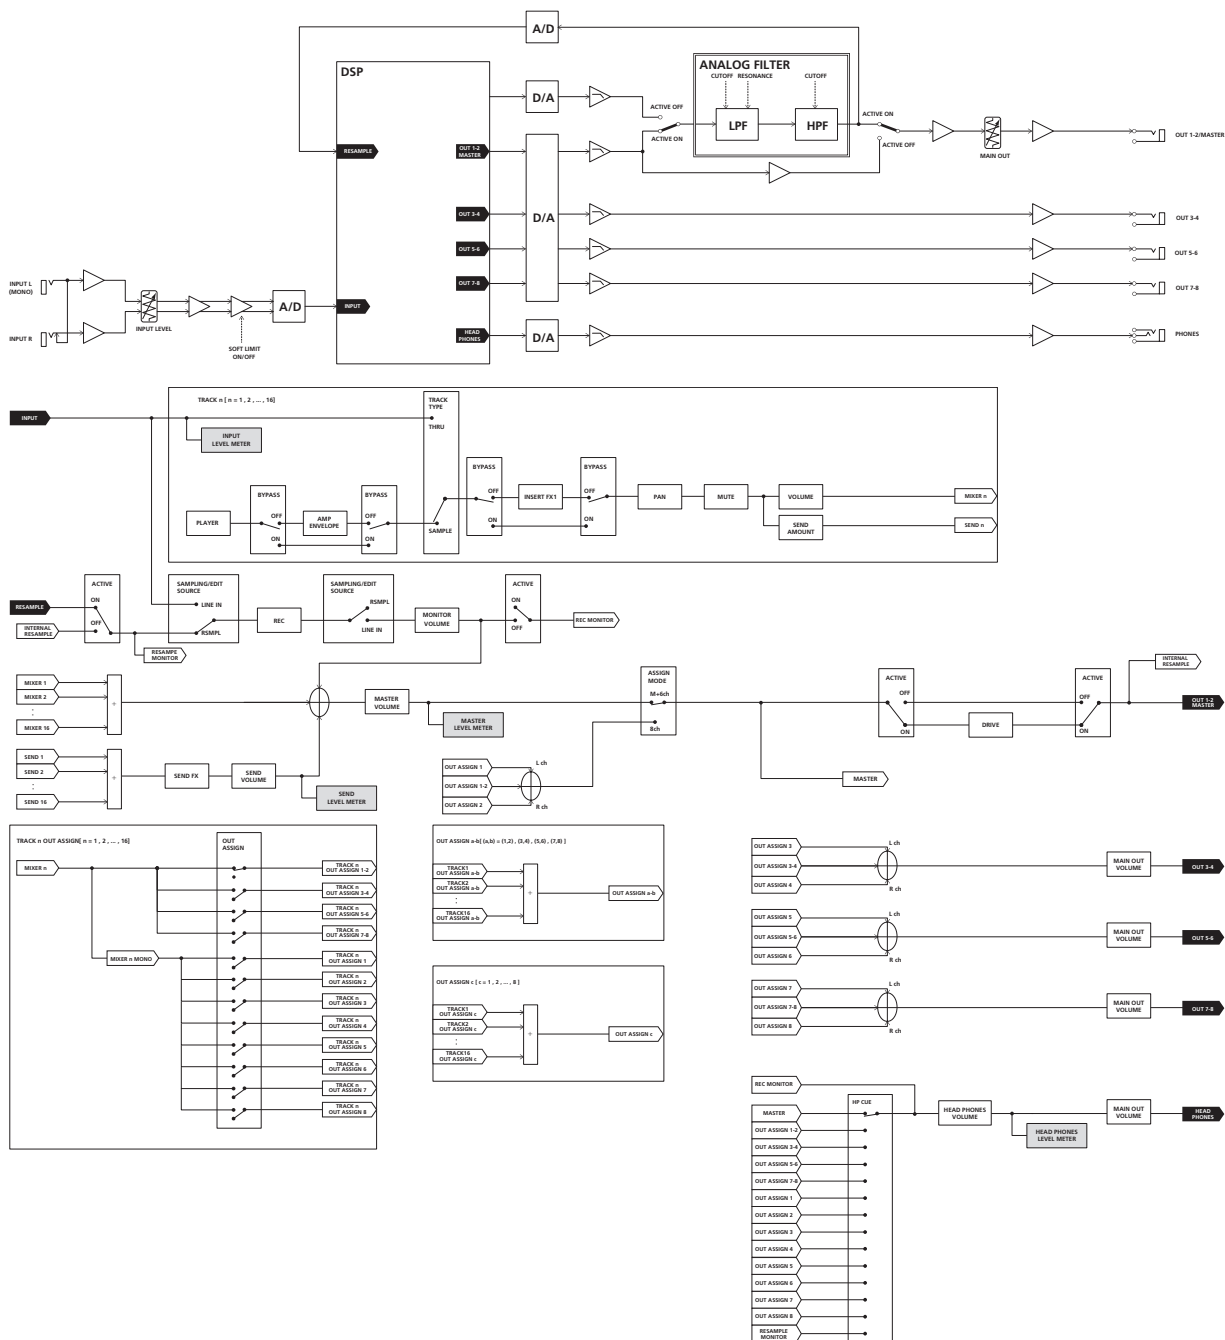 A/D
DSP
ANALOG FILTER
CUTOFF
RESONANCE
CUTOFF
D/A
ACTIVE OFF
ACTIVE ON
LPF
HPF
ACTIVE ON
ACTIVE OFF
MAIN OUT
OUT 1-2/MASTER
RESAMPLE
OUT 1-2
MASTER
OUT 3-4
D/A
OUT 3-4
OUT 5-6
OUT 5-6
OUT 7-8
OUT 7-8
INPUT L
(MONO)
INPUT R
INPUT LEVEL
SOFT LIMIT
ON/OFF
A/D
INPUT
HEAD
PHONES
D/A
PHONES
INPUT
TRACK n [ n = 1 , 2 , ... , 16]
INPUT
LEVEL METER
TRACK
TYPE
THRU
SAMPLE
PLAYER
BYPASS
OFF
ON
AMP
ENVELOPE
BYPASS
OFF
ON
BYPASS
OFF
ON
INSERT FX1
BYPASS
OFF
ON
PAN
MUTE
VOLUME
SEND
AMOUNT
MIXER n
SEND n
RESAMPLE
INTERNAL
RESAMPLE
ACTIVE
ON
OFF
RESAMPE
MONITOR
SAMPLING/EDIT
SOURCE
LINE IN
RSMPL
REC
SAMPLING/EDIT
SOURCE
RSMPL
LINE IN
MONITOR
VOLUME
ACTIVE
ON
OFF
REC MONITOR
MIXER 1
MIXER 2
:
MIXER 16
+
MASTER
VOLUME
MASTER
LEVEL METER
ASSIGN
MODE
M+6ch
8ch
MASTER
ACTIVE
OFF
ON
DRIVE
ACTIVE
OFF
ON
INTERNAL
RESAMPLE
OUT 1-2
MASTER
SEND 1
SEND 2
:
SEND 16
+
SEND FX
SEND
VOLUME
SEND
LEVEL METER
OUT ASSIGN 1
OUT ASSIGN 1-2
OUT ASSIGN 2
L ch
R ch
TRACK n OUT ASSIGN[ n = 1 , 2 , ... , 16]
OUT
ASSIGN
MIXER n
MIXER n MONO
TRACK n
OUT ASSIGN 1-2
TRACK n
OUT ASSIGN 3-4
TRACK n
OUT ASSIGN 5-6
TRACK n
OUT ASSIGN 7-8
TRACK n
OUT ASSIGN 1
TRACK n
OUT ASSIGN 2
TRACK n
OUT ASSIGN 3
TRACK n
OUT ASSIGN 4
TRACK n
OUT ASSIGN 5
TRACK n
OUT ASSIGN 6
TRACK n
OUT ASSIGN 7
TRACK n
OUT ASSIGN 8
OUT ASSIGN a-b[ (a,b) = (1,2) , (3,4) , (5,6) , (7,8) ]
TRACK1
OUT ASSIGN a-b
TRACK2
OUT ASSIGN a-b
:
TRACK16
OUT ASSIGN a-b
+
OUT ASSIGN a-b
OUT ASSIGN c [ c = 1 , 2 , ... , 8 ]
TRACK1
OUT ASSIGN c
TRACK2
OUT ASSIGN c
:
TRACK16
OUT ASSIGN c
+
OUT ASSIGN c
OUT ASSIGN 3
OUT ASSIGN 3-4
OUT ASSIGN 4
L ch
R ch
MAIN OUT
VOLUME
OUT 3-4
OUT ASSIGN 5
OUT ASSIGN 5-6
OUT ASSIGN 6
L ch
R ch
MAIN OUT
VOLUME
OUT 5-6
OUT ASSIGN 7
OUT ASSIGN 7-8
OUT ASSIGN 8
L ch
R ch
MAIN OUT
VOLUME
OUT 7-8
REC MONITOR
HP CUE
MASTER
OUT ASSIGN 1-2
OUT ASSIGN 3-4
OUT ASSIGN 5-6
OUT ASSIGN 7-8
OUT ASSIGN 1
OUT ASSIGN 2
OUT ASSIGN 3
OUT ASSIGN 4
OUT ASSIGN 5
OUT ASSIGN 6
OUT ASSIGN 7
OUT ASSIGN 8
RESAMPLE
MONITOR
HEAD PHONES
VOLUME
HEAD PHONES
LEVEL METER
MAIN OUT
VOLUME
HEAD
PHONES